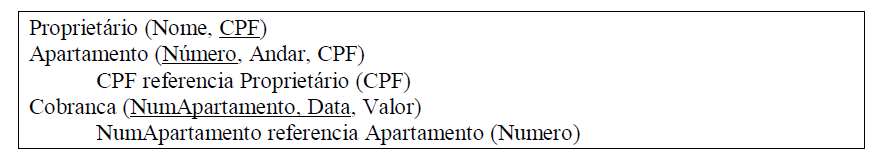 Proprietário (Nome, CPF)
Apartamento (Número, Andar, CPF)
CPF referencia Proprietário (CPF)
Cobranca (NumApartamento, Data, Valor)
NumApartamento referencia Apartamento (Numero)